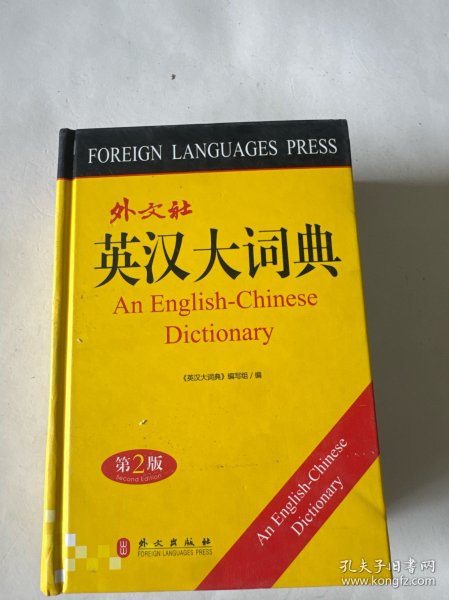 FOREIGN LANGUAGES PRESS
外文社
英汉大词典
An English-Chinese
Dictionary
《英汉大词典》编写组/编
第2版
Second Edition
An English-Chinese
Dictionary
外文出版社
FOREIGN LANGUAGES PRESS
孔夫子旧书网
www.kongfz.com